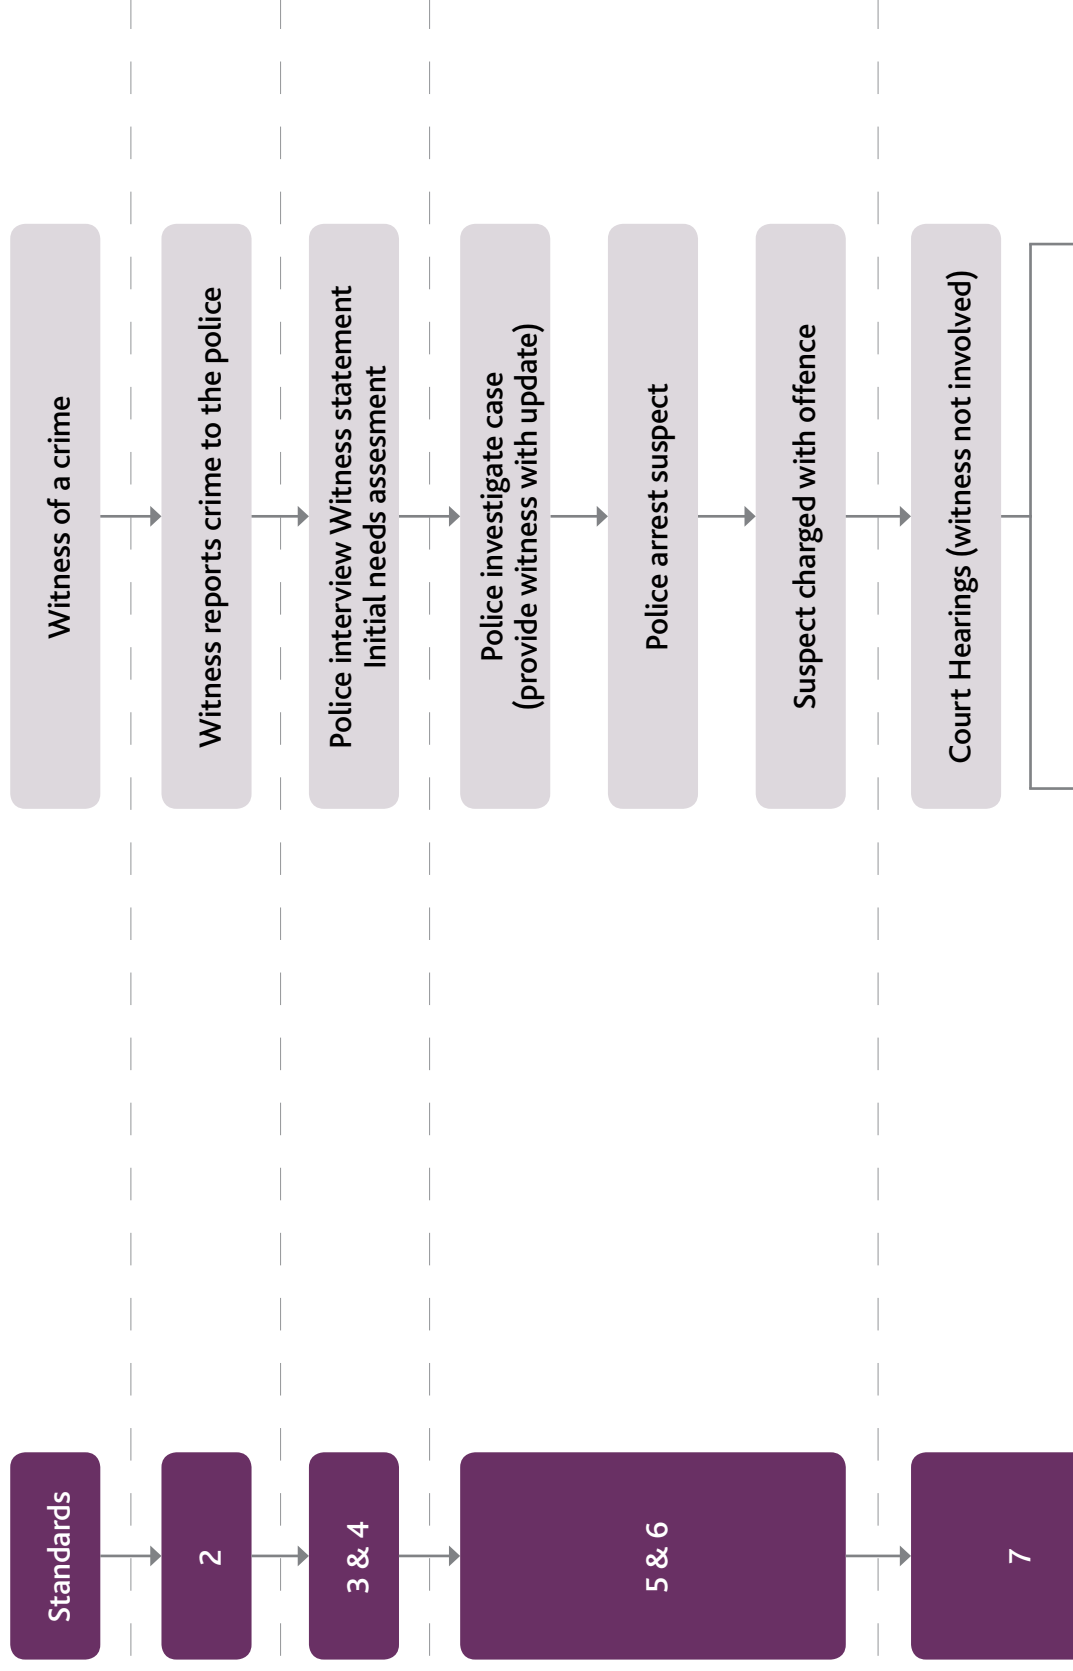 Standards
Witness of a crime
2
Witness reports crime to the police
3 & 4
Police interview Witness statement
Initial needs assesment
5 & 6
Police investigate case
(provide witness with update)
Police arrest suspect
Suspect charged with offence
7
Court Hearings (witness not involved)